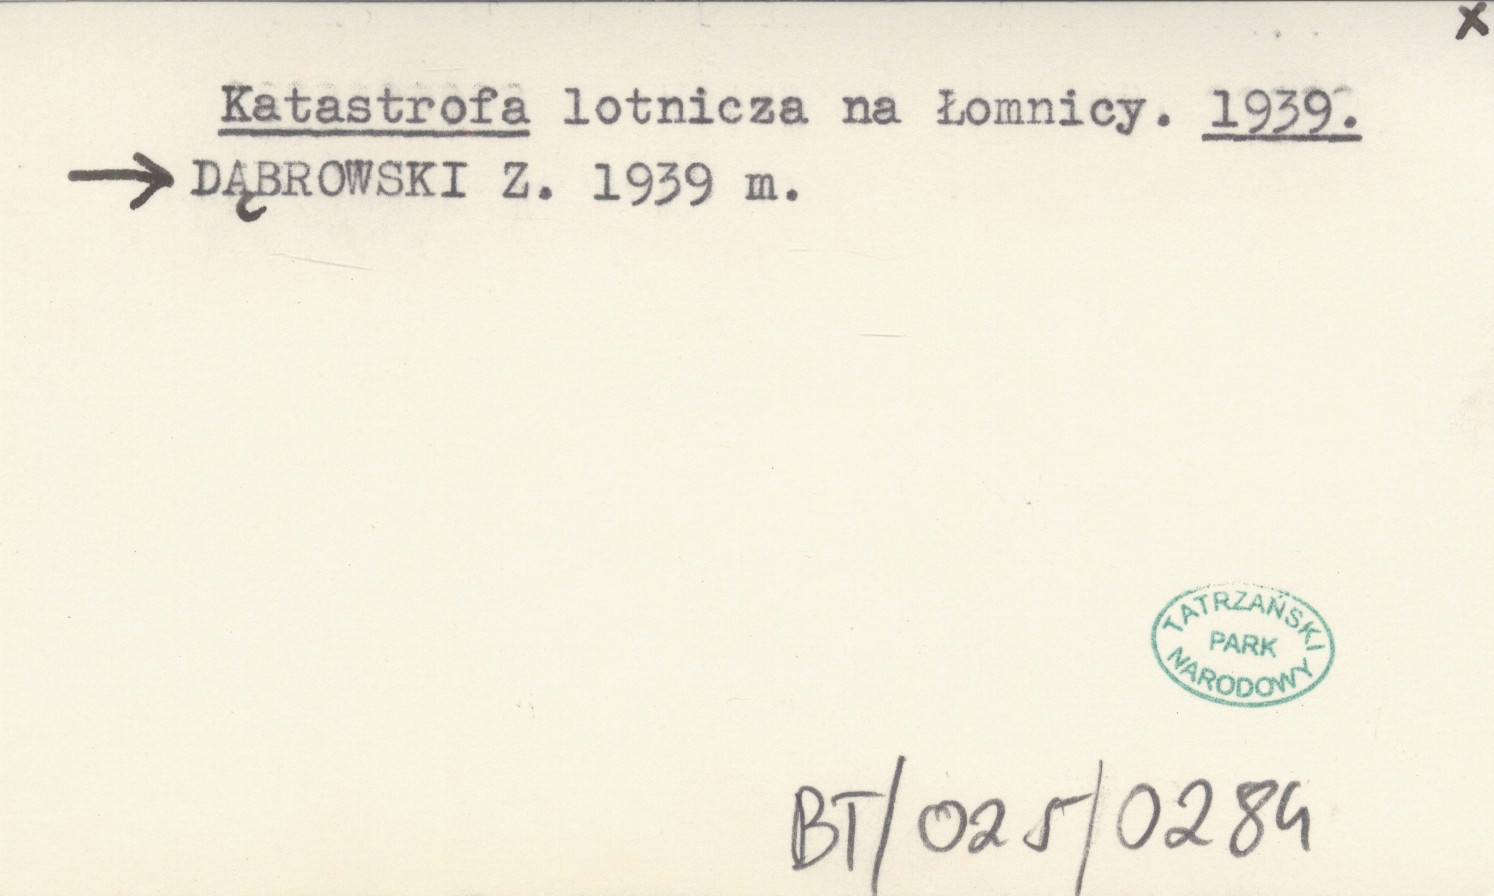 x
Katastrofa lotnicza na Łomnicy. 1939.
→ DĄBROWSKI Z. 1939 m.
TATRZAŃSKI
PARK
NARODOWY
BT/025/0284